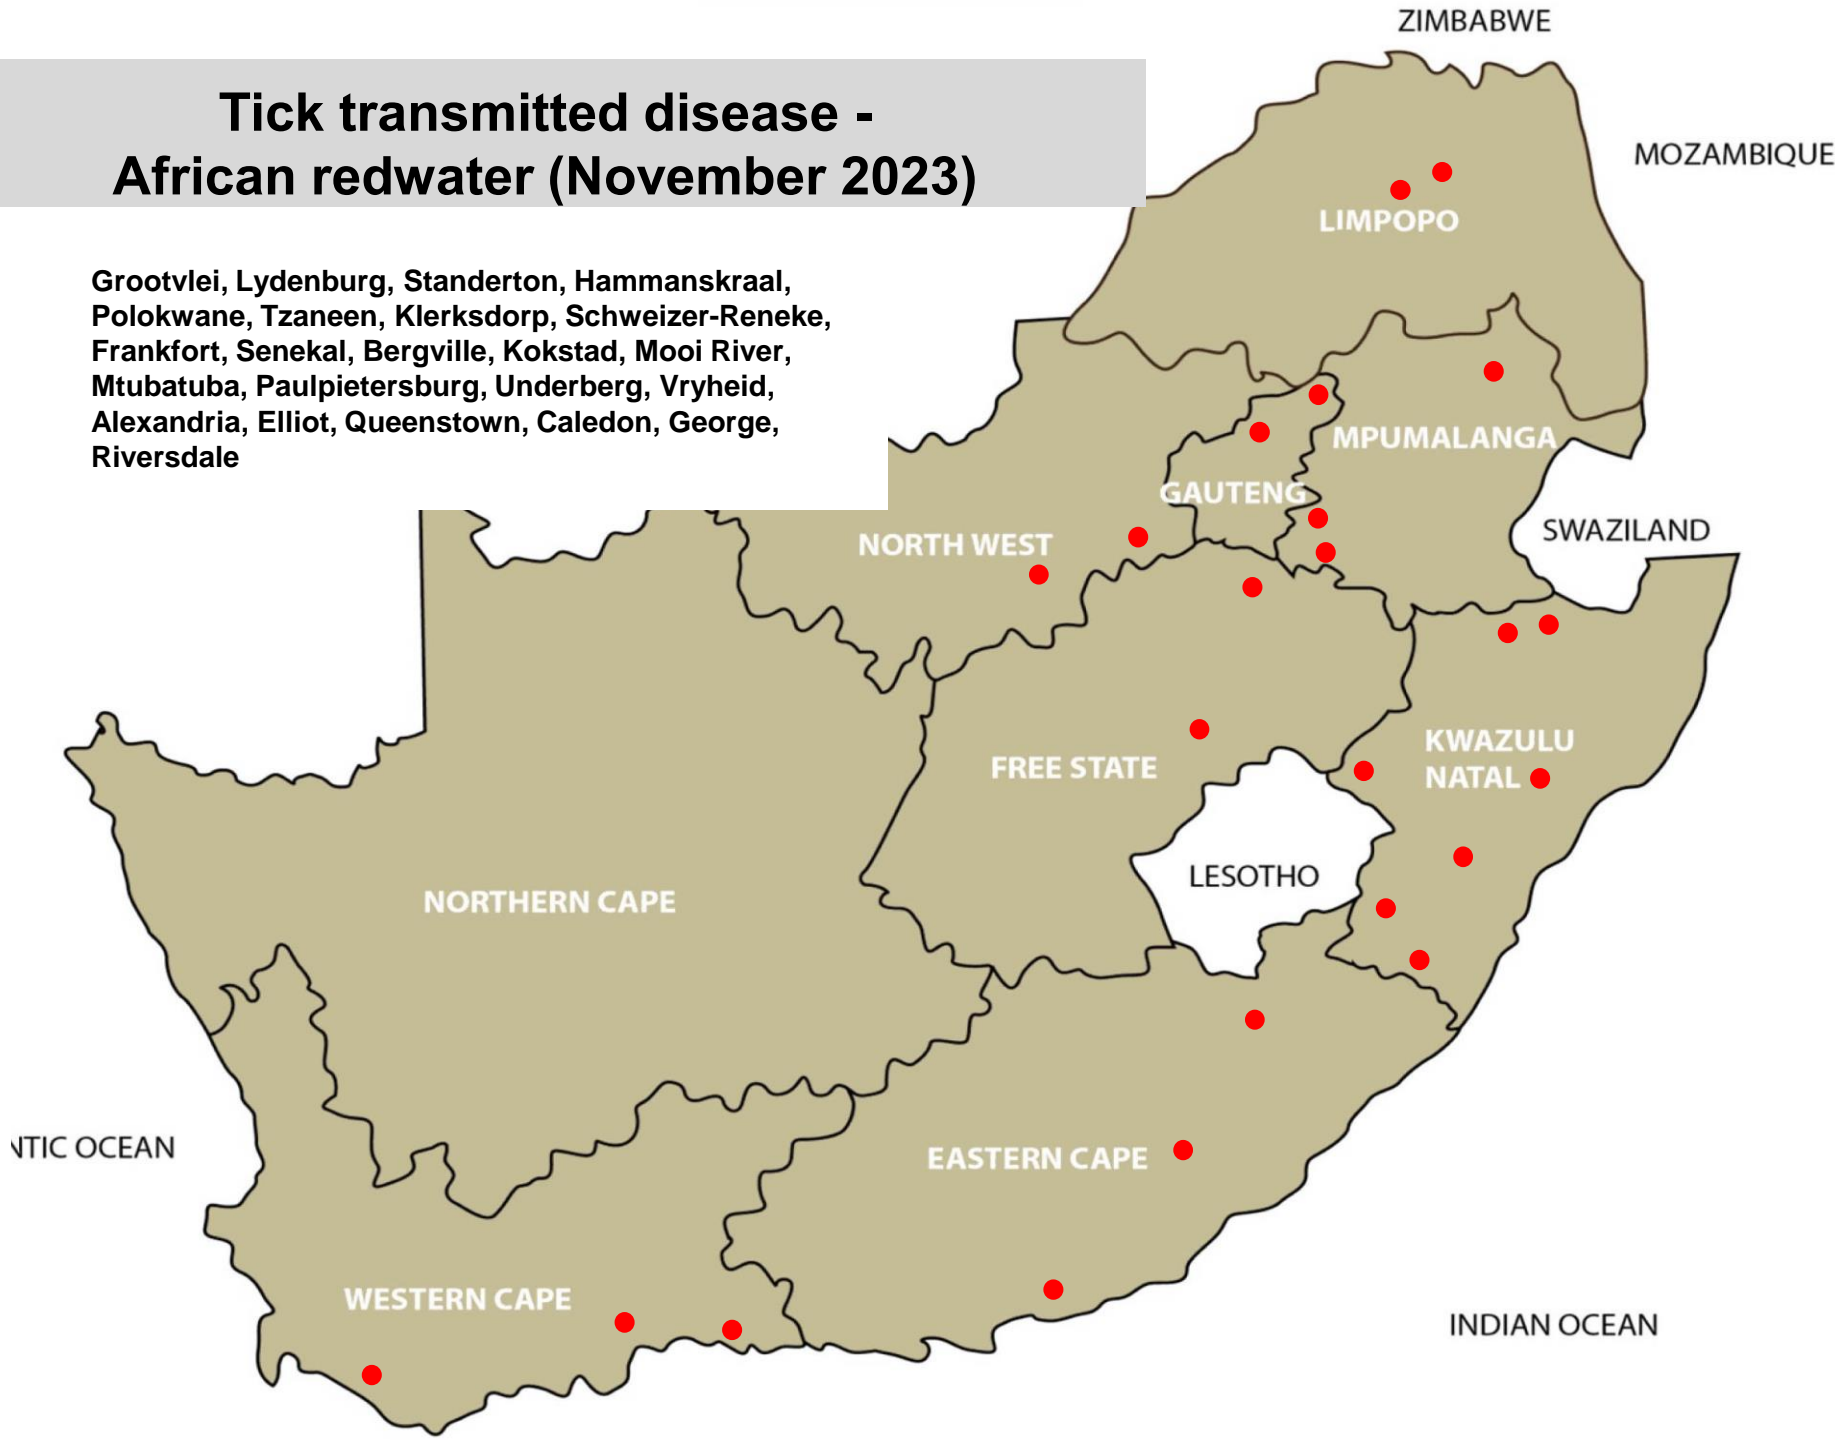 ZIMBABWE
Tick transmitted disease -
African redwater (November 2023)
MOZAMBIQUE
LIMPOPO
Grootvlei, Lydenburg, Standerton, Hammanskraal,
Polokwane, Tzaneen, Klerksdorp, Schweizer-Reneke,
Frankfort, Senekal, Bergville, Kokstad, Mooi River,
Mtubatuba, Paulpietersburg, Underberg, Vryheid,
Alexandria, Elliot, Queenstown, Caledon, George,
Riversdale
MPUMALANGA
GAUTENG
SWAZILAND
NORTH WEST
KWAZULU
NATAL
FREE STATE
LESOTHO
NORTHERN CAPE
NTIC OCEAN
EASTERN CAPE
WESTERN CAPE
INDIAN OCEAN